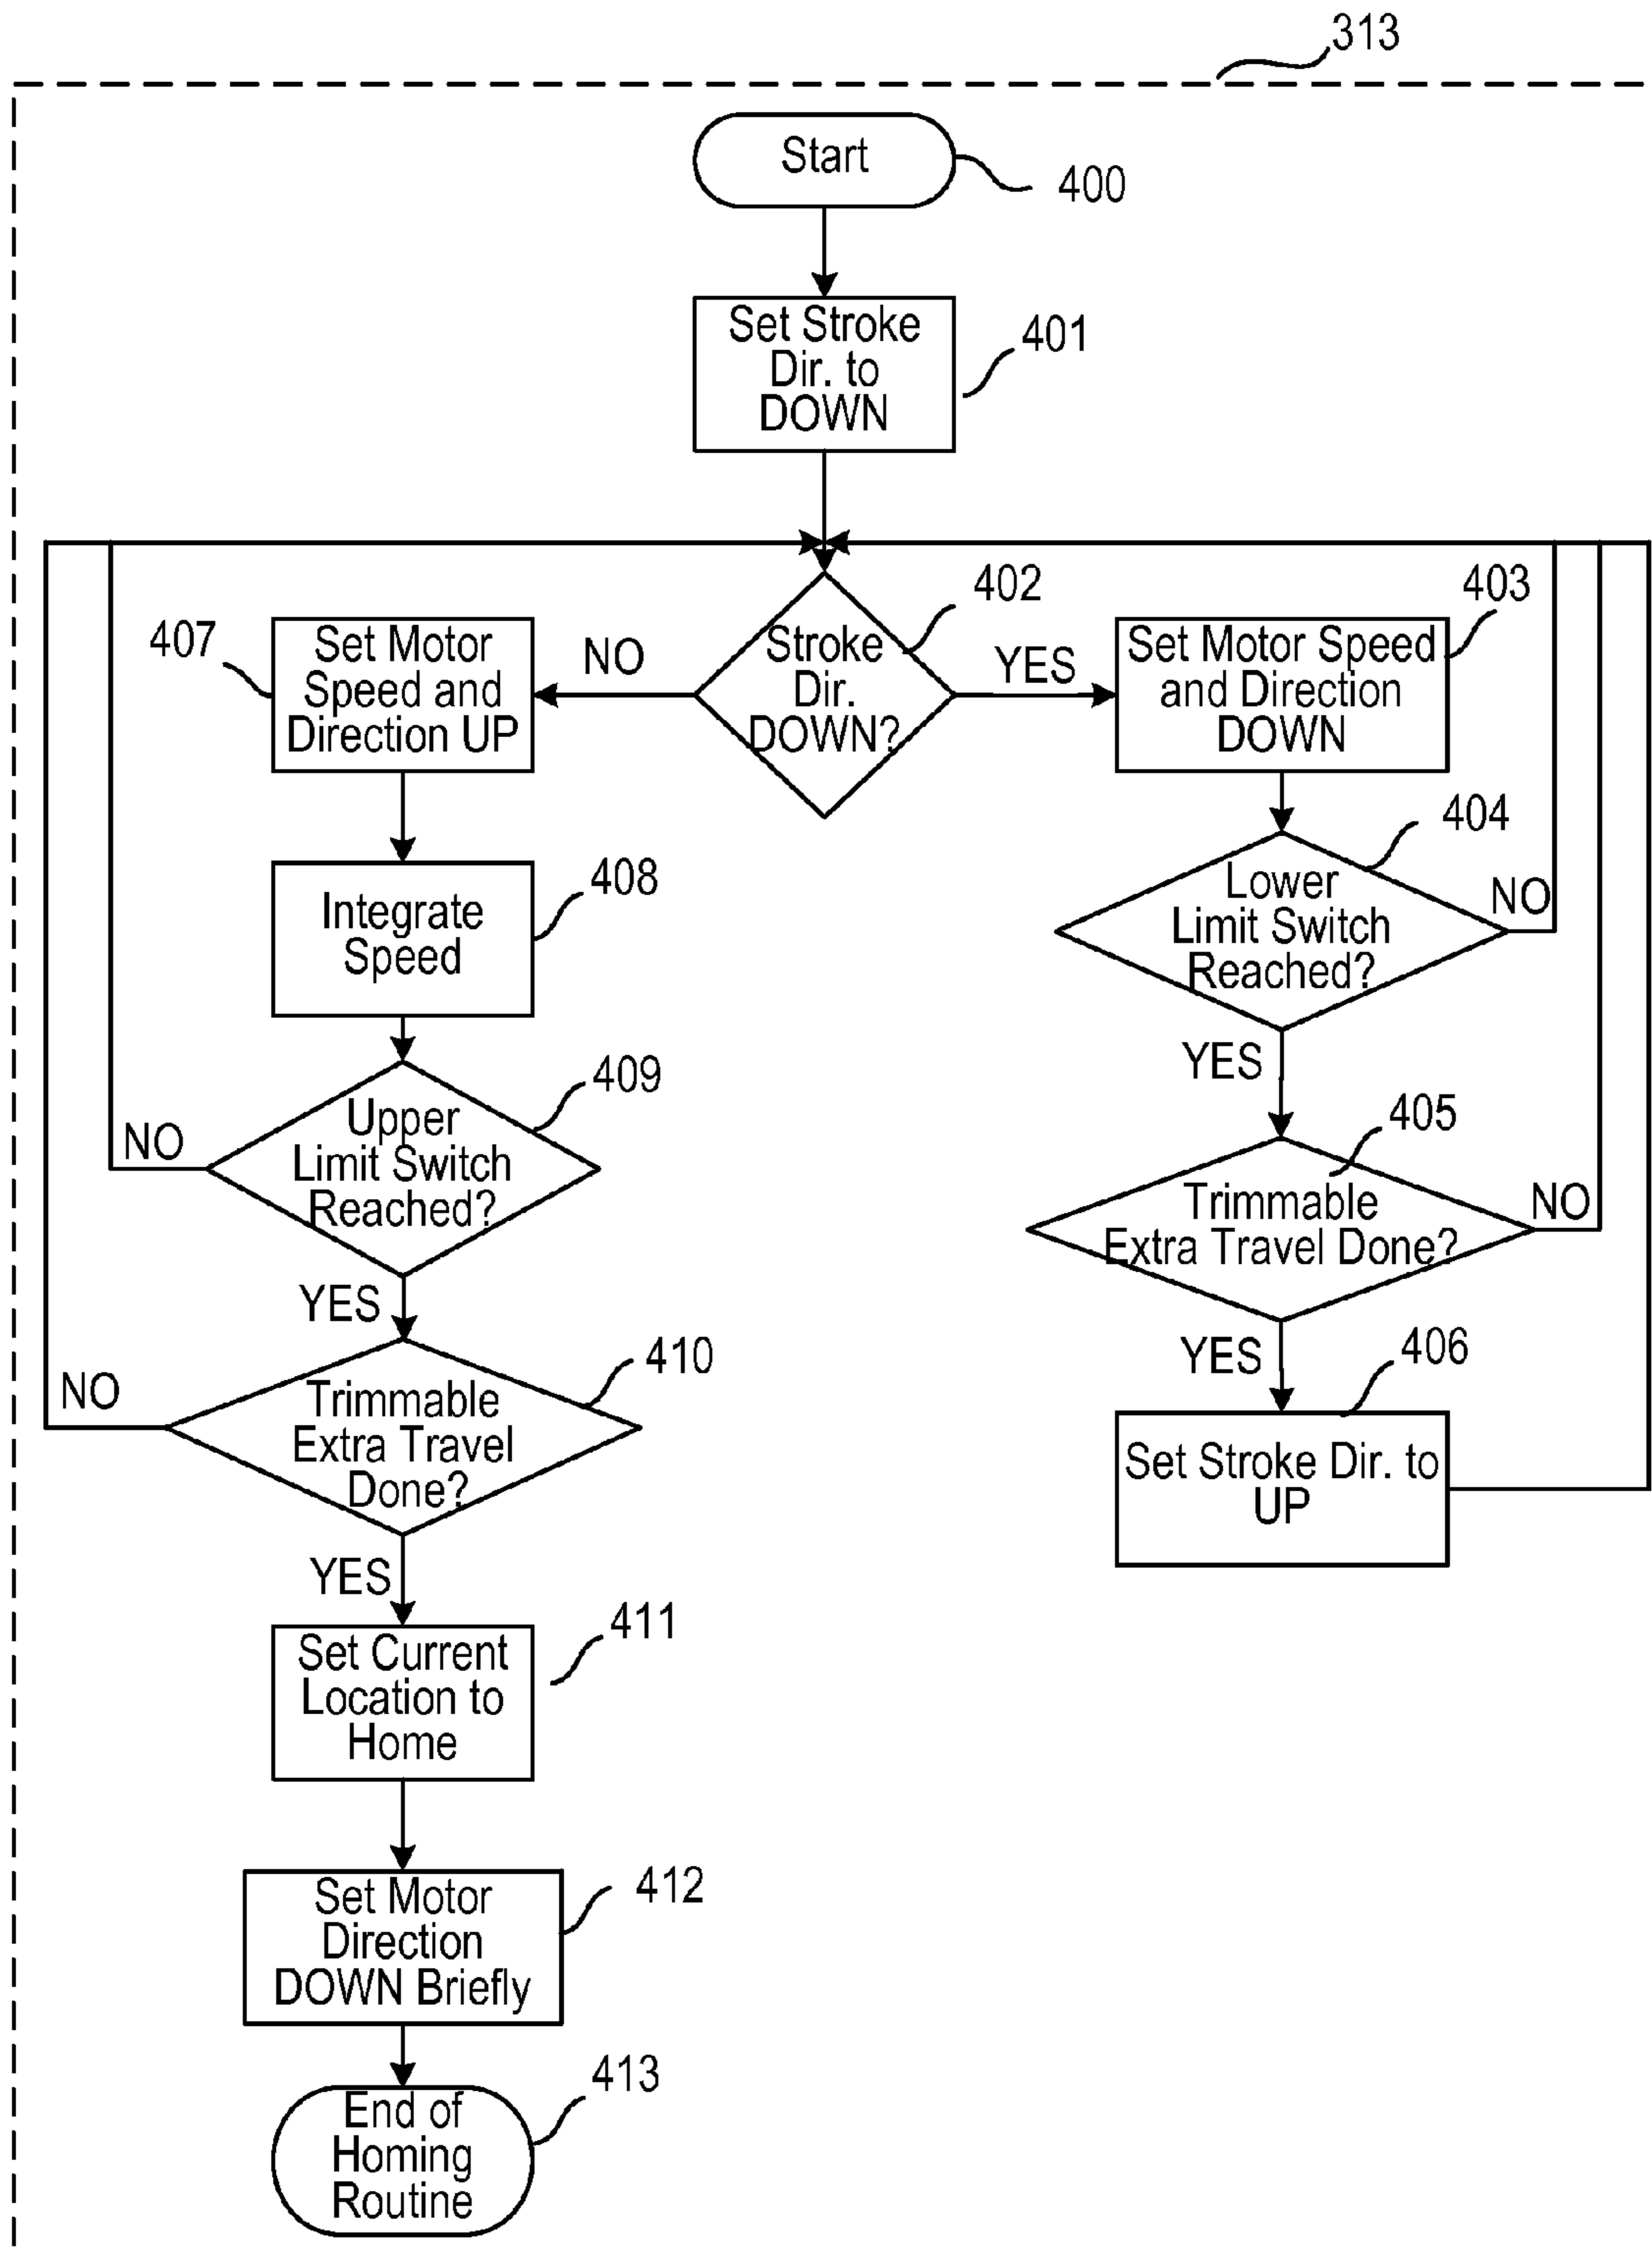 313
Start
400
Set Stroke
Dir. to
DOWN
401
402
Stroke
Dir.
DOWN?
NO
YES
403
Set Motor Speed
and Direction
DOWN
407
Set Motor
Speed and
Direction UP
404
Lower
Limit Switch
Reached?
NO
YES
408
Integrate
Speed
409
Upper
Limit Switch
Reached?
NO
YES
405
Trimmable
Extra Travel Done?
NO
YES
406
Set Stroke Dir. to
UP
410
Trimmable
Extra Travel
Done?
NO
YES
411
Set Current
Location to
Home
412
Set Motor
Direction
DOWN Briefly
413
End of
Homing
Routine